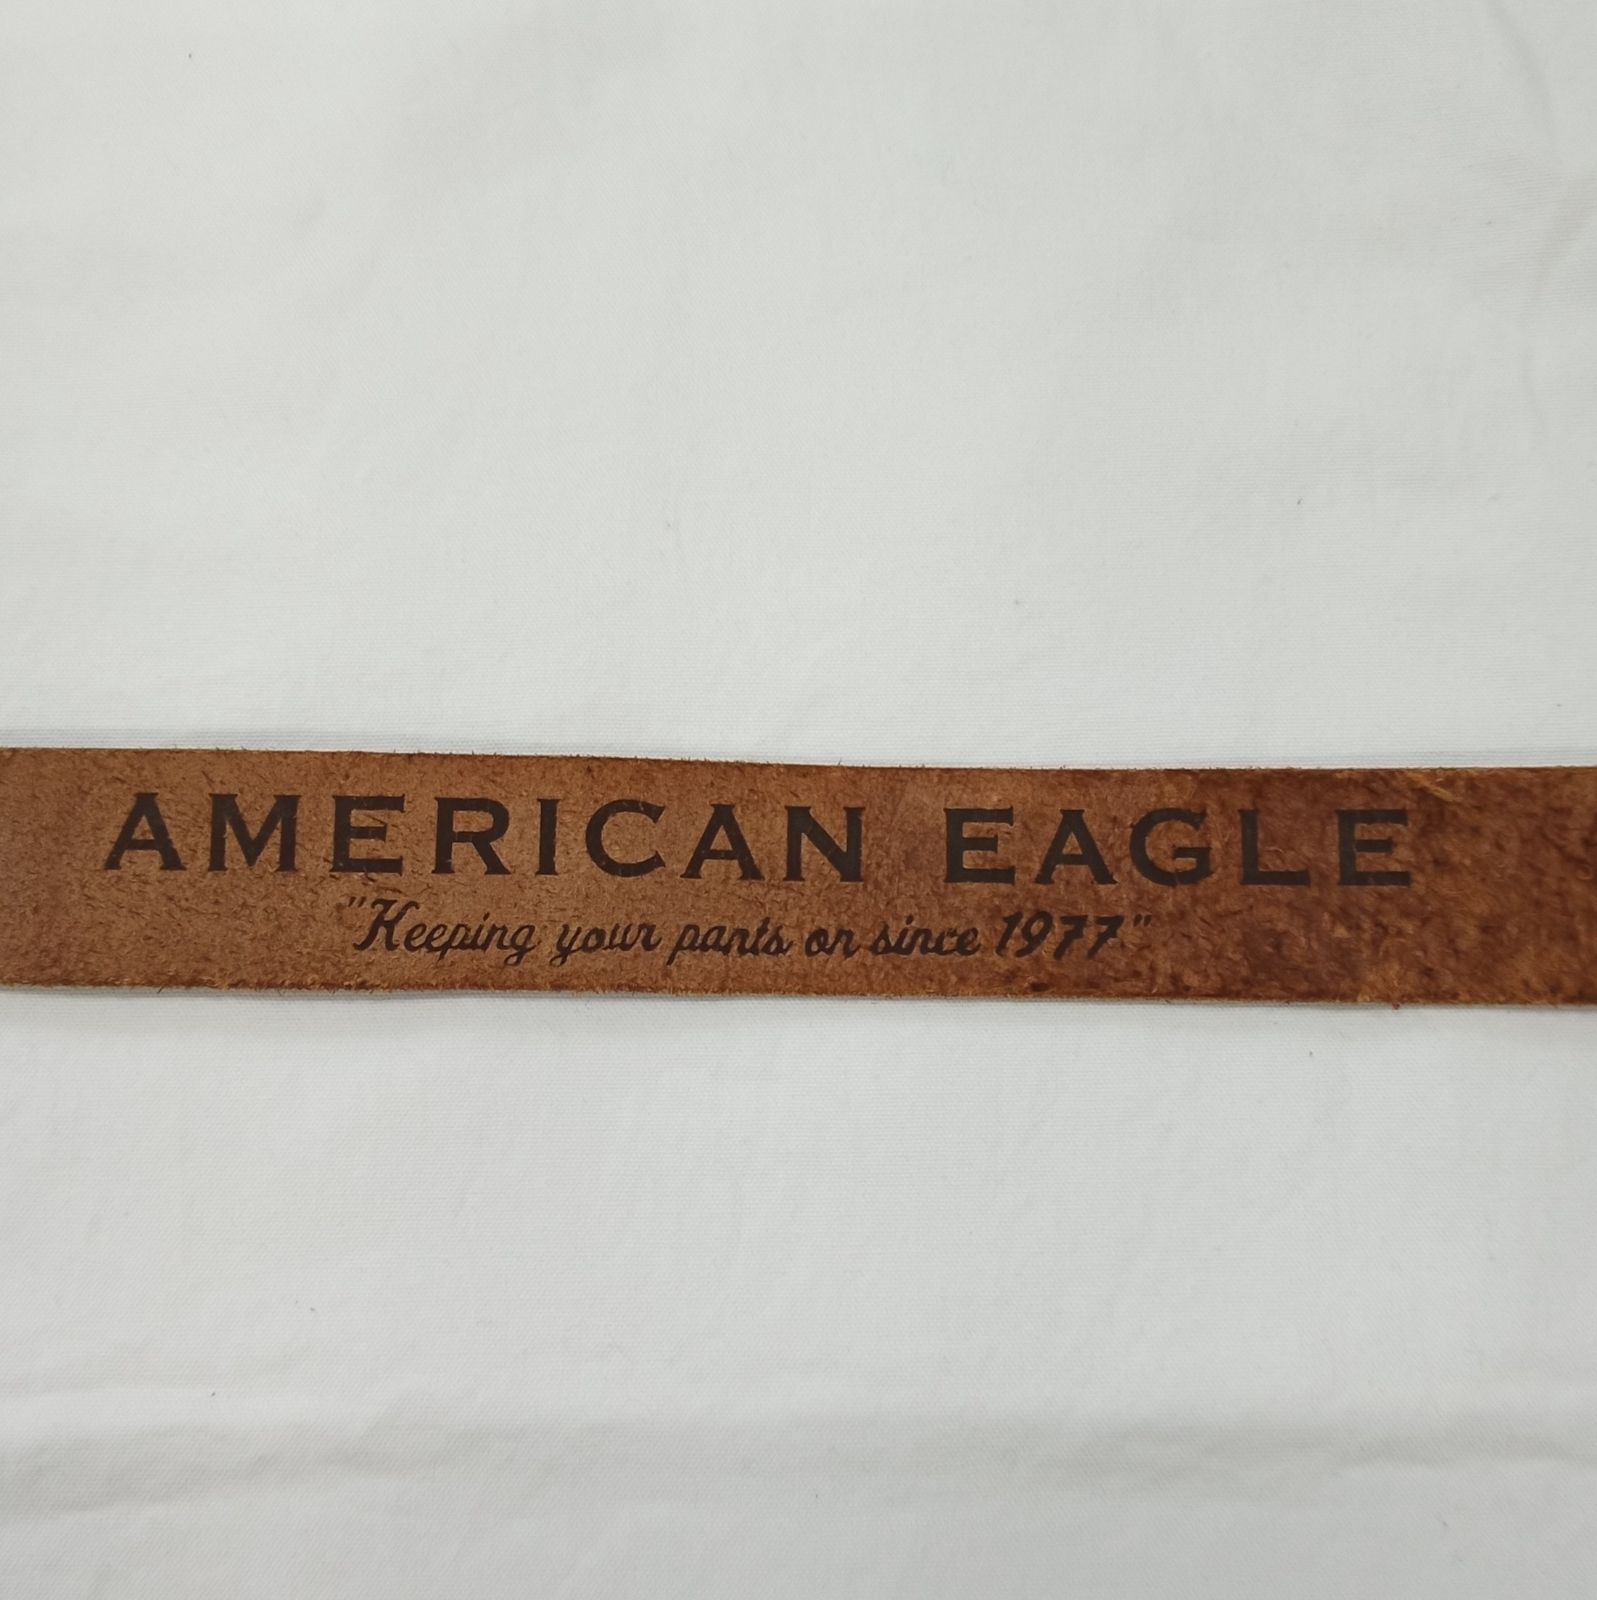 AMERICAN EAGLE
"Keeping your pants on since 1977"